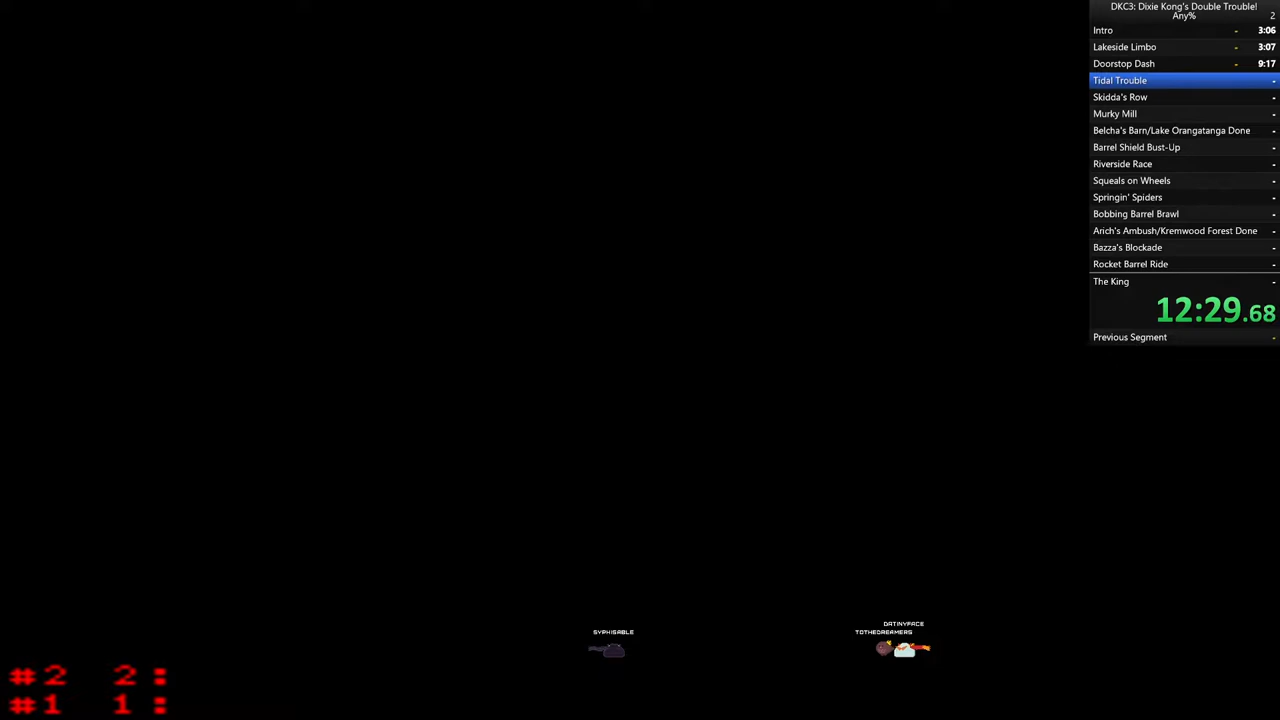 DKC3: Dixie Kong's Double Trouble!
Any% 2
Intro - 3:06
Lakeside Limbo - 3:07
Doorstop Dash - 9:17
Tidal Trouble -
Skidda's Row -
Murky Mill -
Belcha's Barn/Lake Orangatanga Done -
Barrel Shield Bust-Up -
Riverside Race -
Squeals on Wheels -
Springin' Spiders -
Bobbing Barrel Brawl -
Arich's Ambush/Kremwood Forest Done -
Bazza's Blockade -
Rocket Barrel Ride -
The King -
12:29.68
Previous Segment -
DATINYFACE
SYPHISABLE
TOTHEDREAMERS
#2 2:
#1 1: